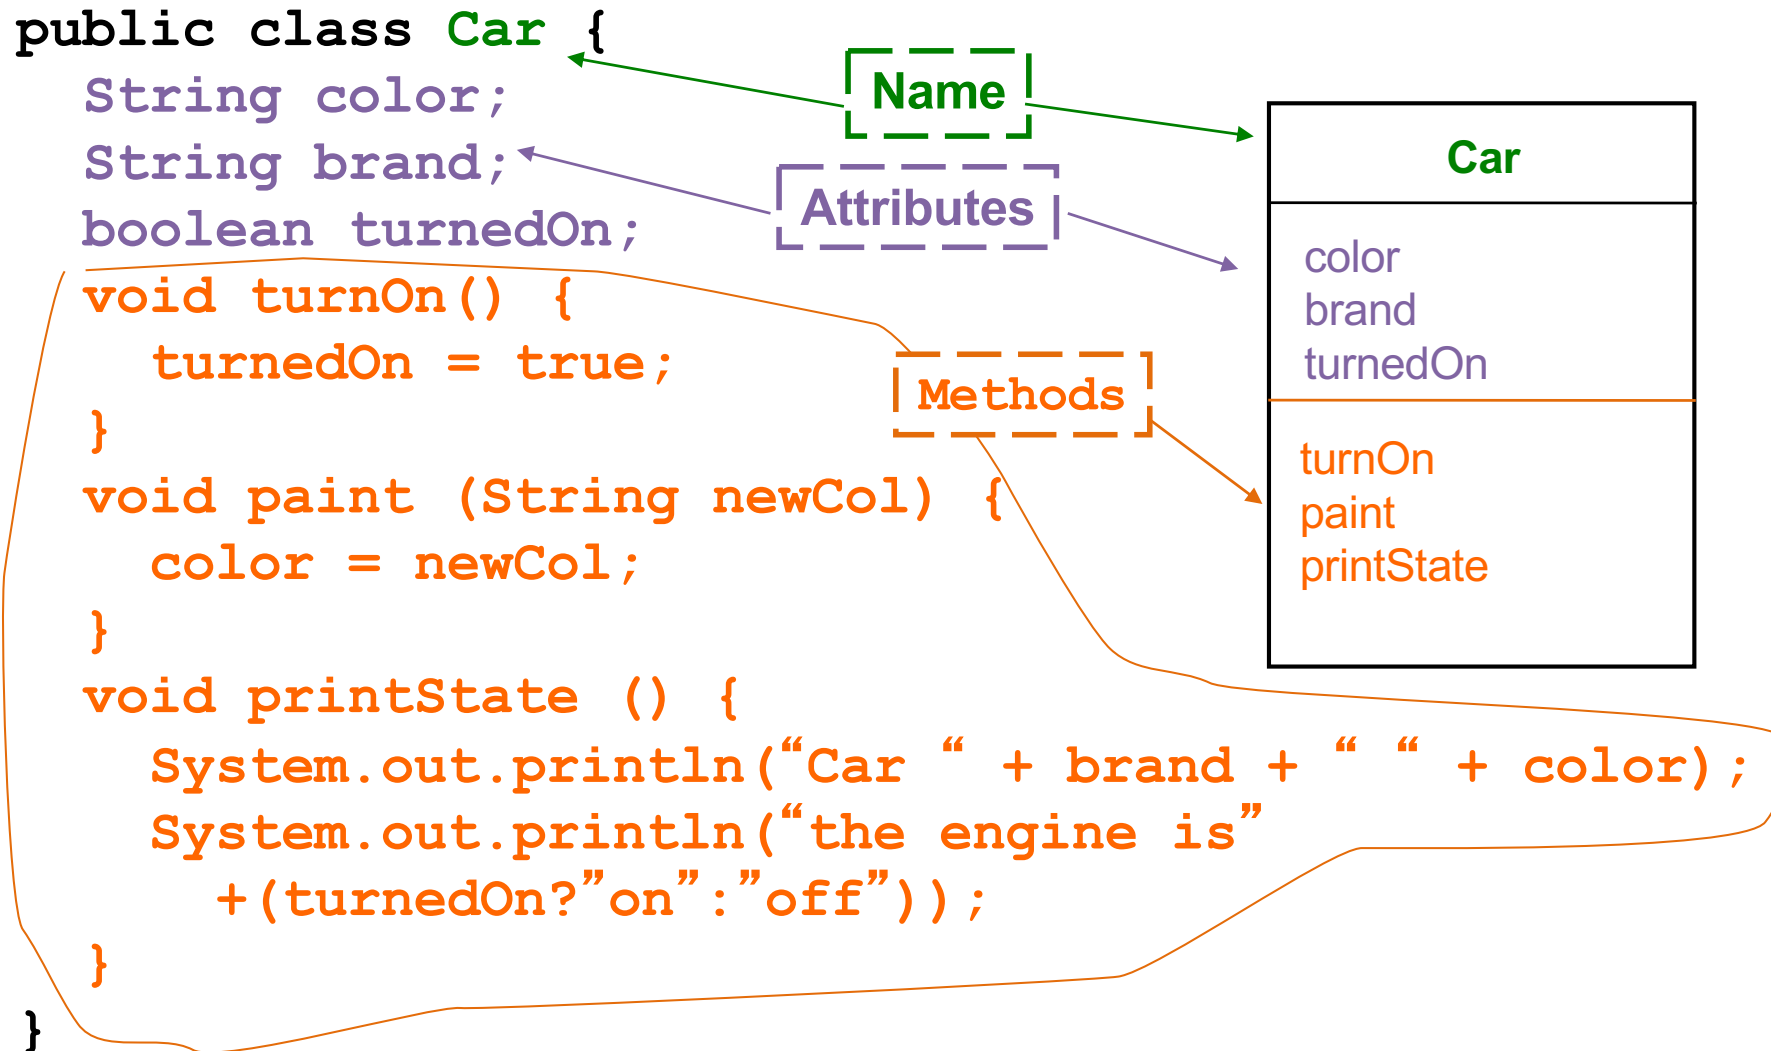 public class Car {
String color;
String brand;
boolean turnedOn;
void turnOn() {
turnedOn = true;
}
void paint (String newCol) {
color = newCol;
}
void printState () {
System.out.println(“Car “ + brand + “ “ + color);
System.out.println(“the engine is”
+(turnedOn?”on”:”off”));
}
}
Name
Attributes
Methods
Car
color
brand
turnedOn
turnOn
paint
printState